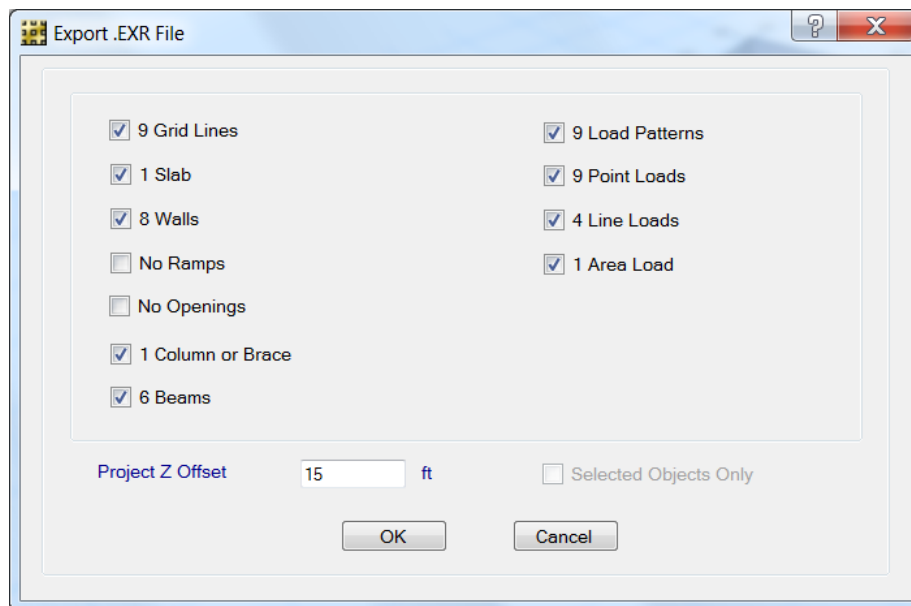 Export .EXR File
9 Grid Lines
1 Slab
8 Walls
No Ramps
No Openings
1 Column or Brace
6 Beams
9 Load Patterns
9 Point Loads
4 Line Loads
1 Area Load
Project Z Offset 15 ft
Selected Objects Only
OK Cancel